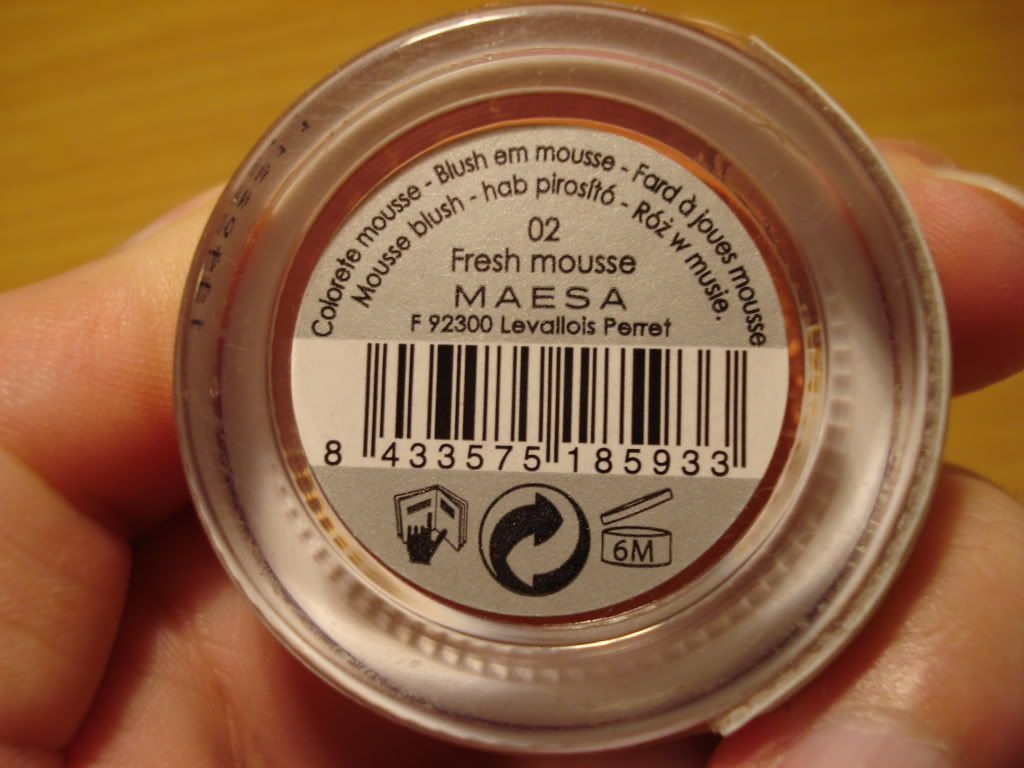 Colorete mousse - Blush em mousse - Fard à joues mousse
Mousse blush - hab pirosító - Róż w musie.
02
Fresh mousse
MAESA
F 92300 Levallois Perret
8 433575 185933
6M